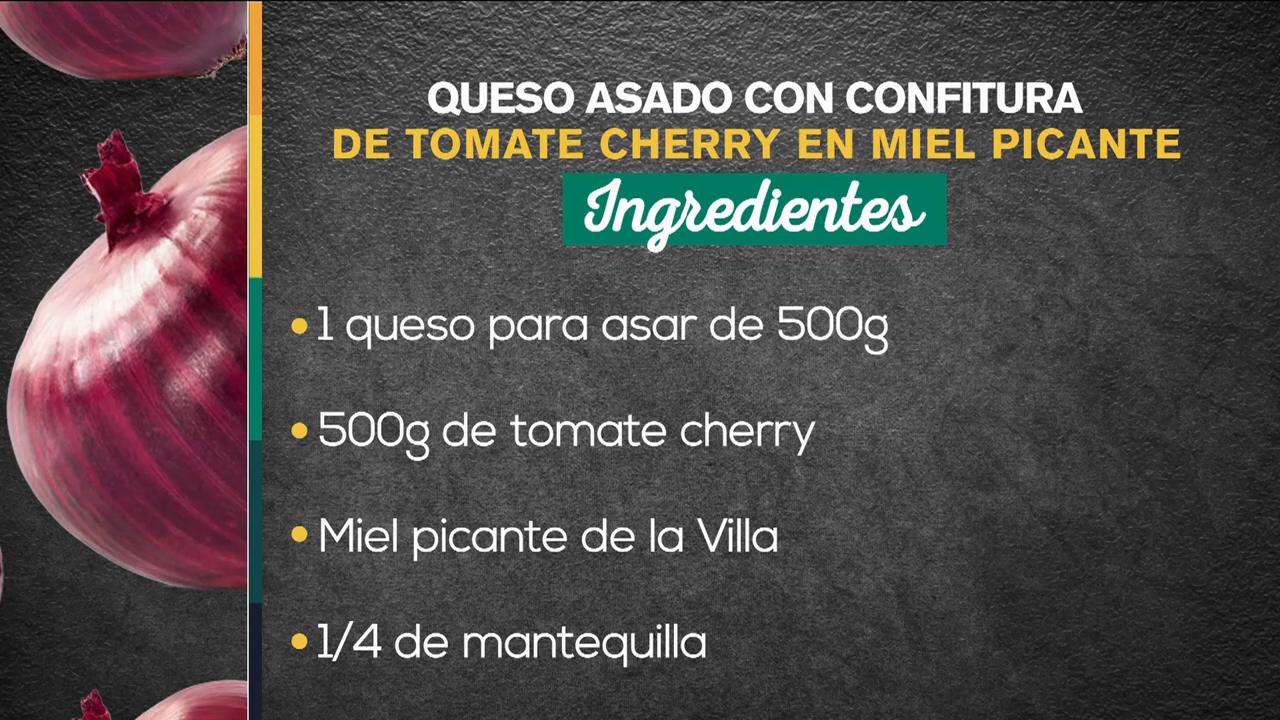 QUESO ASADO CON CONFITURA
DE TOMATE CHERRY EN MIEL PICANTE
Ingredientes
•1 queso para asar de 500g
•500g de tomate cherry
•Miel picante de la Villa
•1/4 de mantequilla